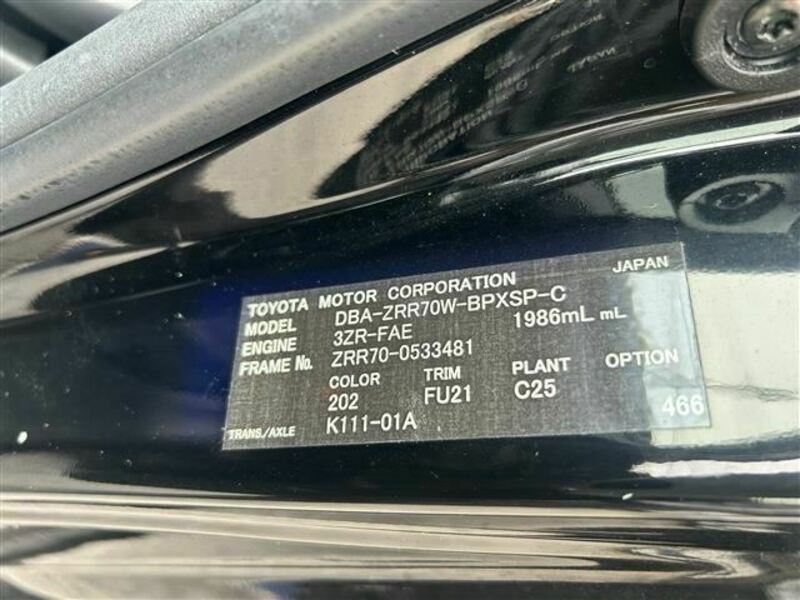 TOYOTA MOTOR CORPORATION JAPAN
MODEL DBA-ZRR70W-BPXSP-C
ENGINE 3ZR-FAE 1986mL mL
FRAME No. ZRR70-0533481
COLOR TRIM PLANT OPTION
202 FU21 C25 466
TRANS./AXLE K111-01A